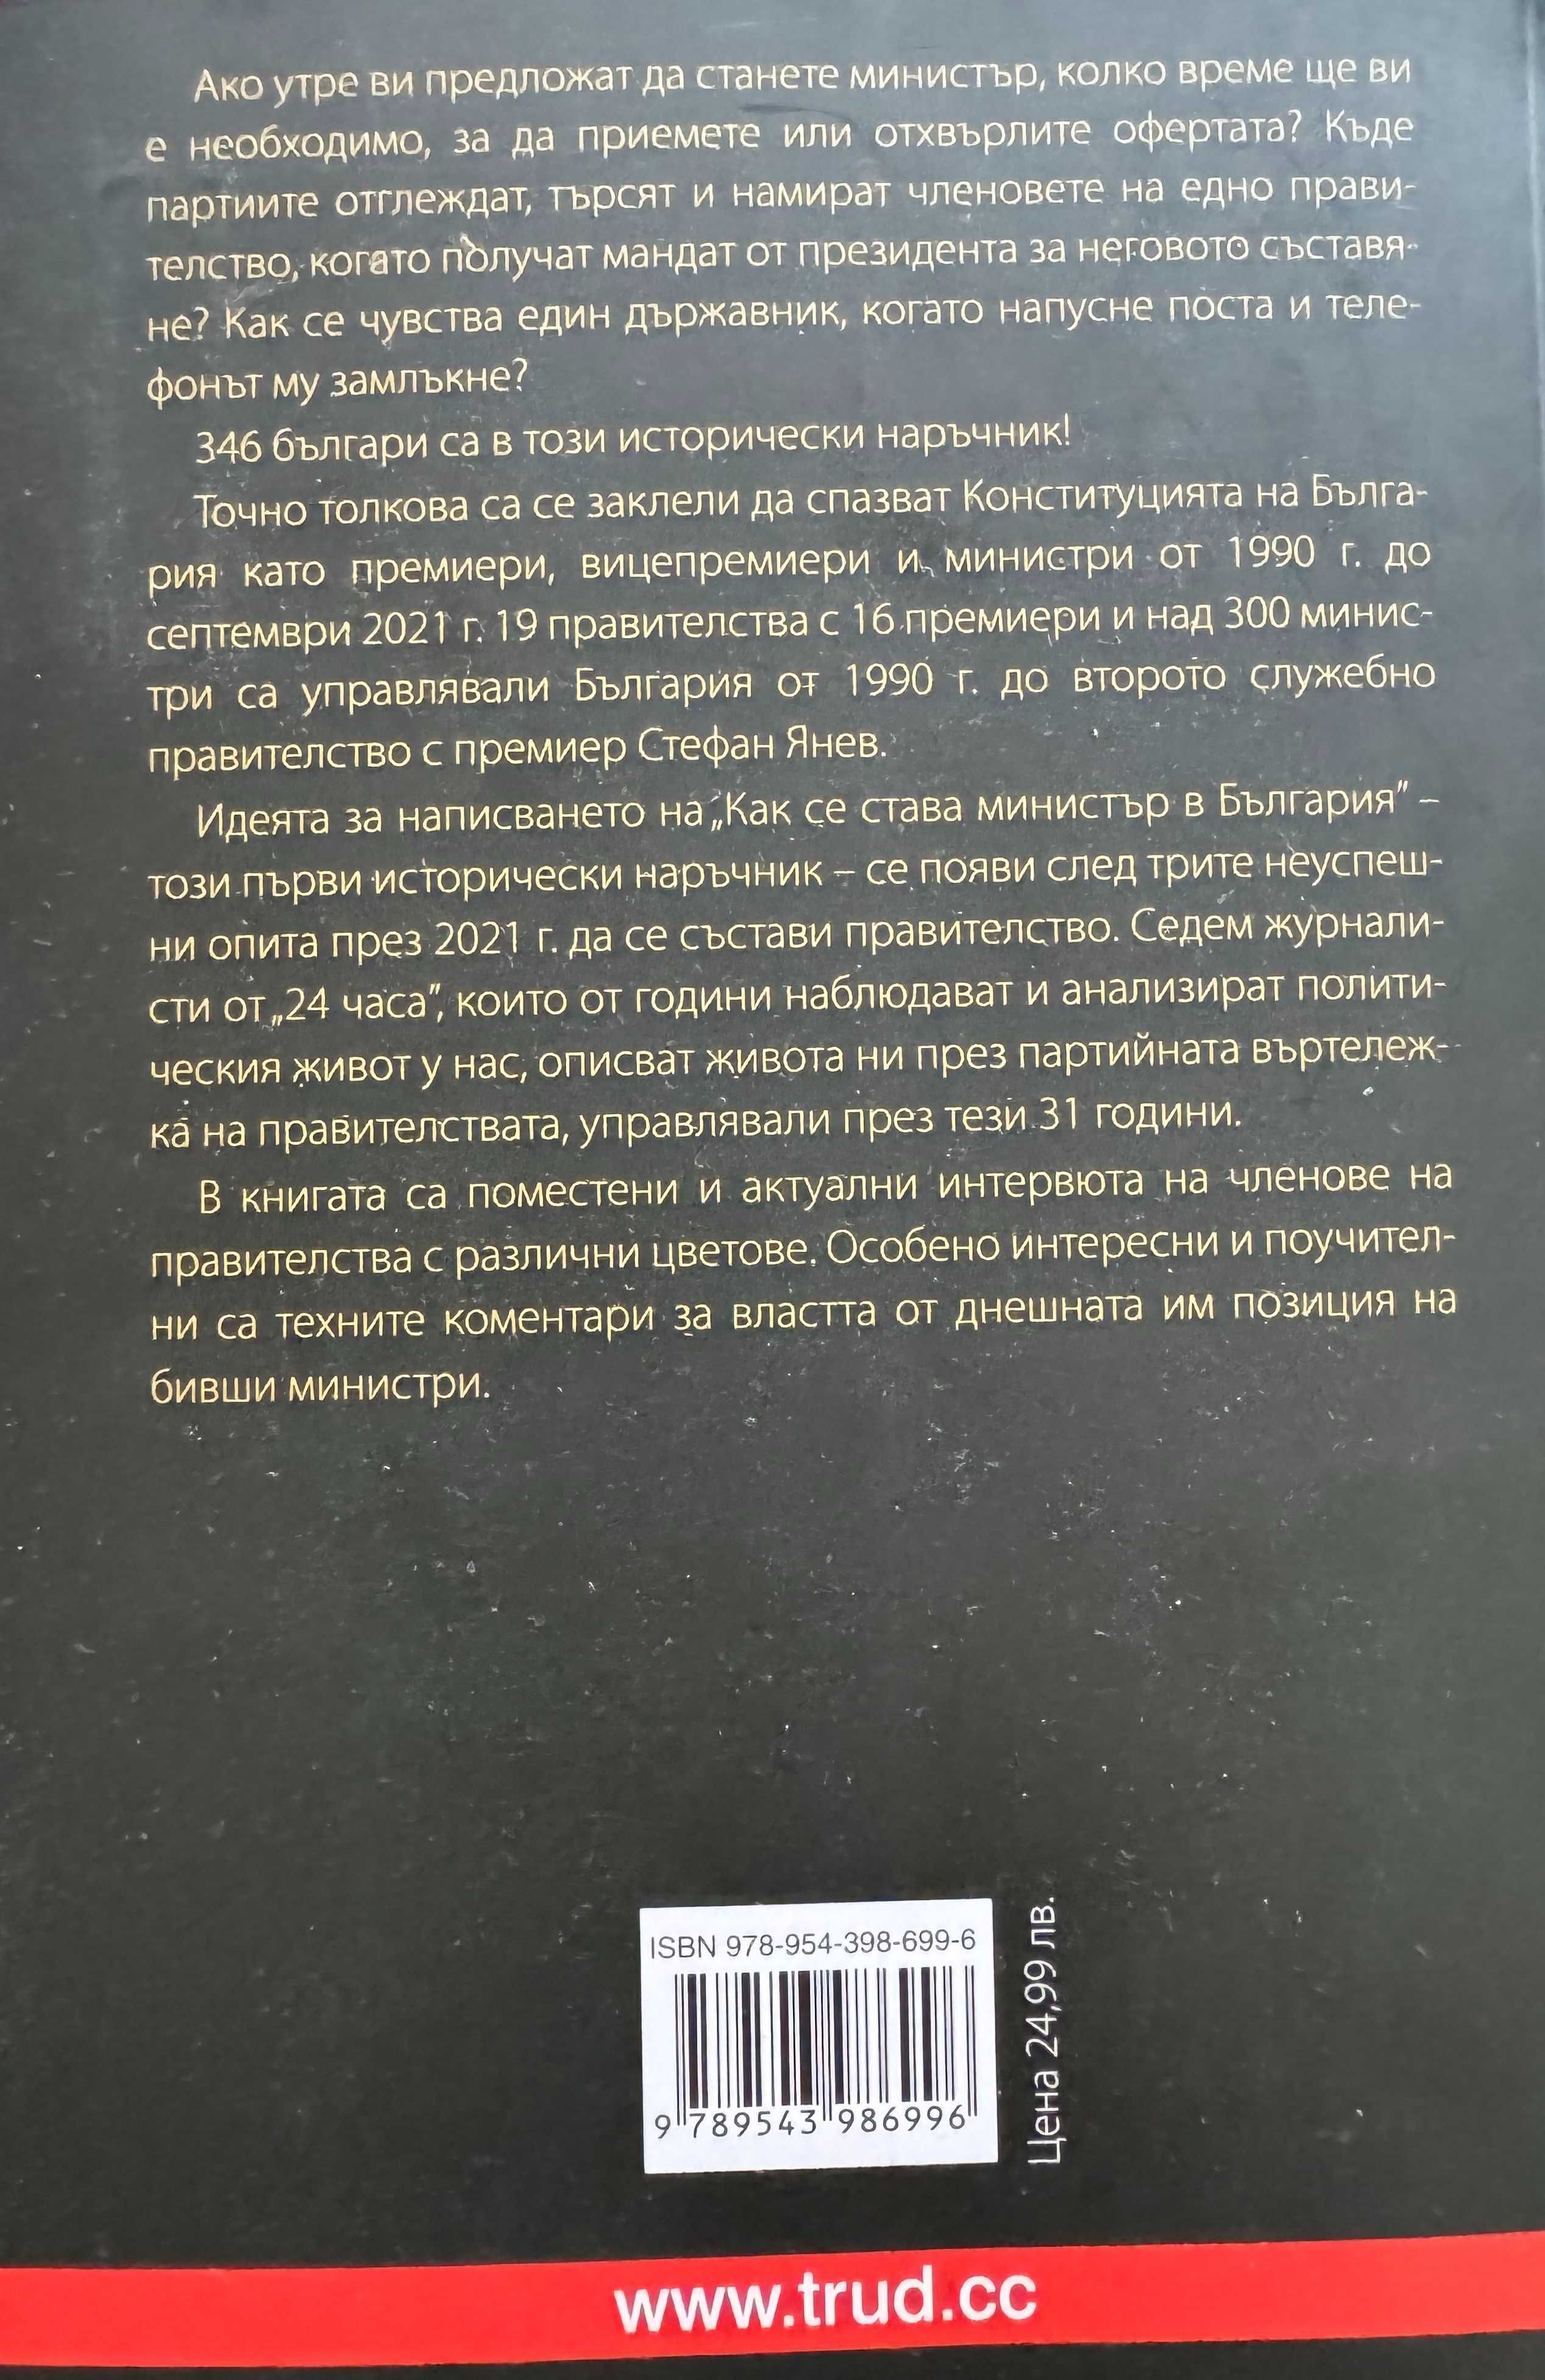 Ако утре ви предложат да станете министър, колко време ще ви
е необходимо, за да приемете или отхвърлите офертата? Къде
партиите отглеждат, търсят и намират членовете на едно прави-
телство, когато получат мандат от президента за неговото съставя-
не? Как се чувства един държавник, когато напусне поста и теле-
фонът му замлъкне?
346 българи са в този исторически наръчник!
Точно толкова са се заклели да спазват Конституцията на Бълга-
рия като премиери, вицепремиери и министри от 1990 г. до
септември 2021 г. 19 правителства с 16 премиери и над 300 минис-
три са управлявали България от 1990 г. до второто служебно
правителство с премиер Стефан Янев.
Идеята за написването на „Как се става министър в България" –
този първи исторически наръчник – се появи след трите неуспеш-
ни опита през 2021 г. да се състави правителство. Седем журнали-
сти от „24 часа", които от години наблюдават и анализират полити-
ческия живот у нас, описват живота ни през партийната въртележ-
ка на правителствата, управлявали през тези 31 години.
В книгата са поместени и актуални интервюта на членове на
правителства с различни цветове. Особено интересни и поучител-
ни са техните коментари за властта от днешната им позиция на
бивши министри.
ISBN 978-954-398-699-6
9 789543 986996
Цена 24,99 лв.
www.trud.cc